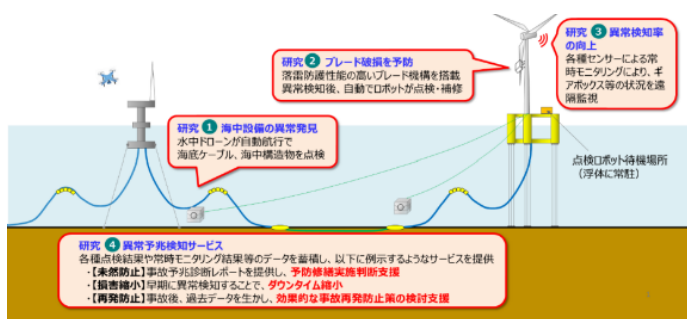 研究 3 異常検知率
の向上
各種センサーによる常
時モニタリングにより、ギ
アボックス等の状況を遠
隔監視
研究 2 ブレード破損を予防
落雷防護性能の高いブレード機構を搭載
異常検知後、自動でロボットが点検・補修
研究 1 海中設備の異常発見
水中ドローンが自動航行で
海底ケーブル、海中構造物を点検
点検ロボット待機場所
(浮体に常駐)
研究 4 異常予兆検知サービス
各種点検結果や常時モニタリング結果等のデータを蓄積し、以下に例示するようなサービスを提供
・【未然防止】事故予兆診断レポートを提供し、予防修繕実施判断支援
・【損害縮小】早期に異常検知することで、ダウンタイム縮小
・【再発防止】事故後、過去データを生かし、効果的な事故再発防止策の検討支援